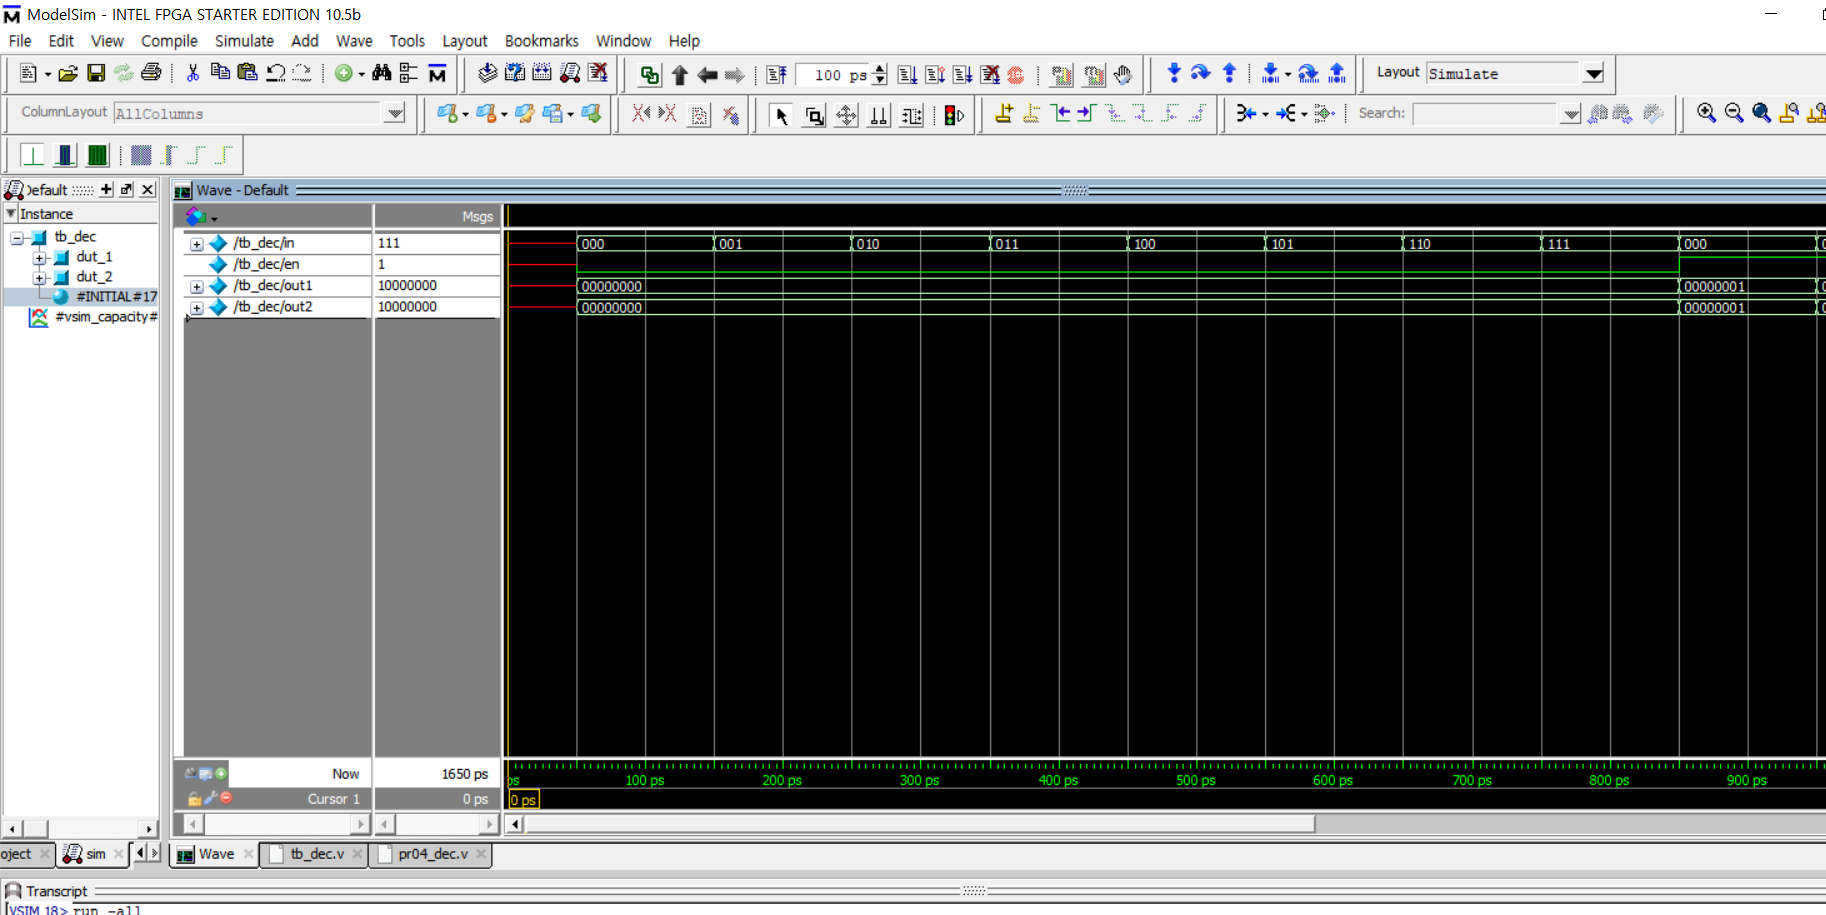 ModelSim - INTEL FPGA STARTER EDITION 10.5b
File Edit View Compile Simulate Add Wave Tools Layout Bookmarks Window Help
100 ps
Layout Simulate
ColumnLayout AllColumns
Search:
Default
Wave - Default
Instance
Msgs
tb_dec
dut_1
dut_2
#INITIAL#17
#vsim_capacity#
/tb_dec/in 111 000 001 010 011 100 101 110 111 000
/tb_dec/en 1
/tb_dec/out1 10000000 00000000 00000001
/tb_dec/out2 10000000 00000000 00000001
Now 1650 ps
ps 100 ps 200 ps 300 ps 400 ps 500 ps 600 ps 700 ps 800 ps 900 ps
Cursor 1 0 ps 0 ps
oject sim Wave tb_dec.v pr04_dec.v
Transcript
VSIM 18> run -all